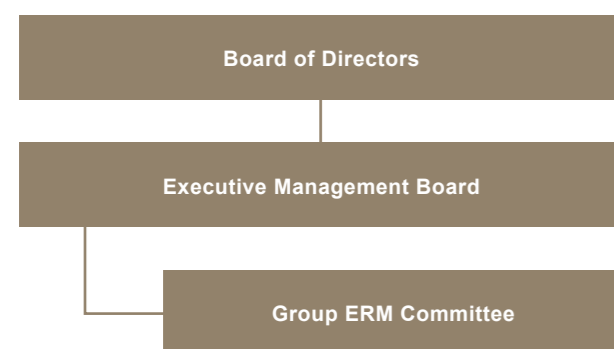 Board of Directors
Executive Management Board
Group ERM Committee